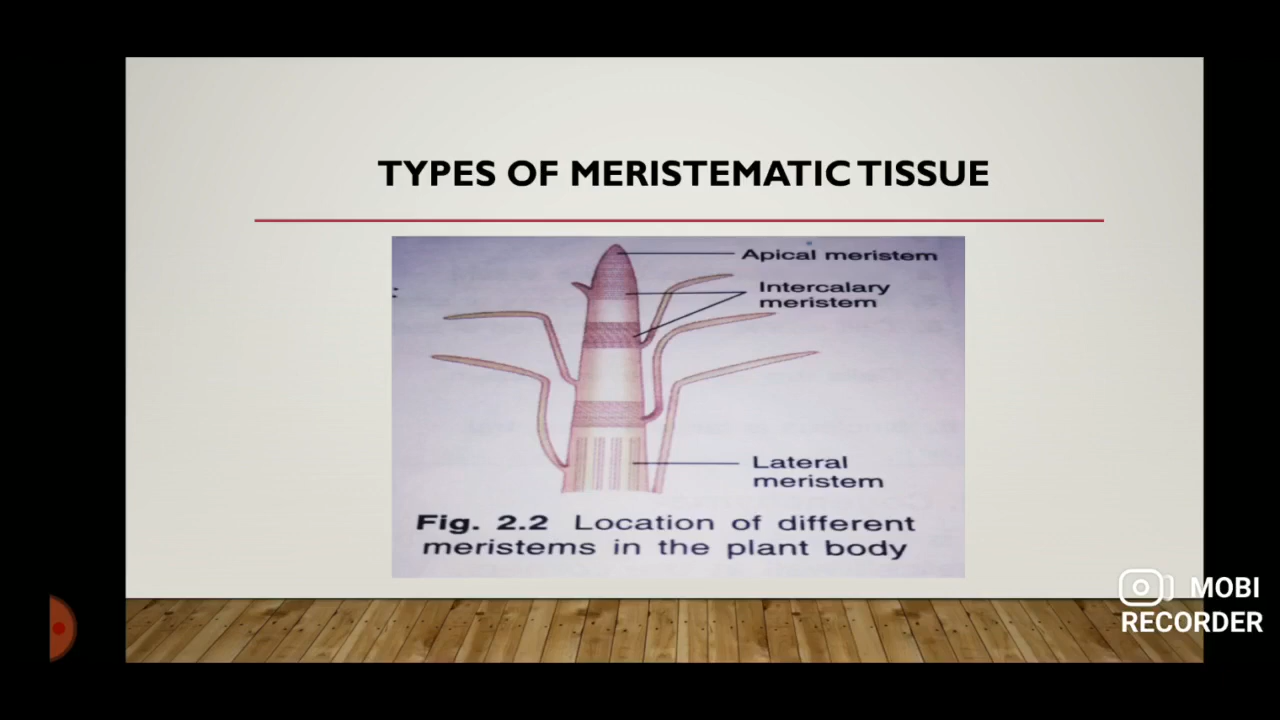 TYPES OF MERISTEMATIC TISSUE
Apical meristem
Intercalary
meristem
Lateral
meristem
Fig. 2.2 Location of different
meristems in the plant body
MOBI
RECORDER